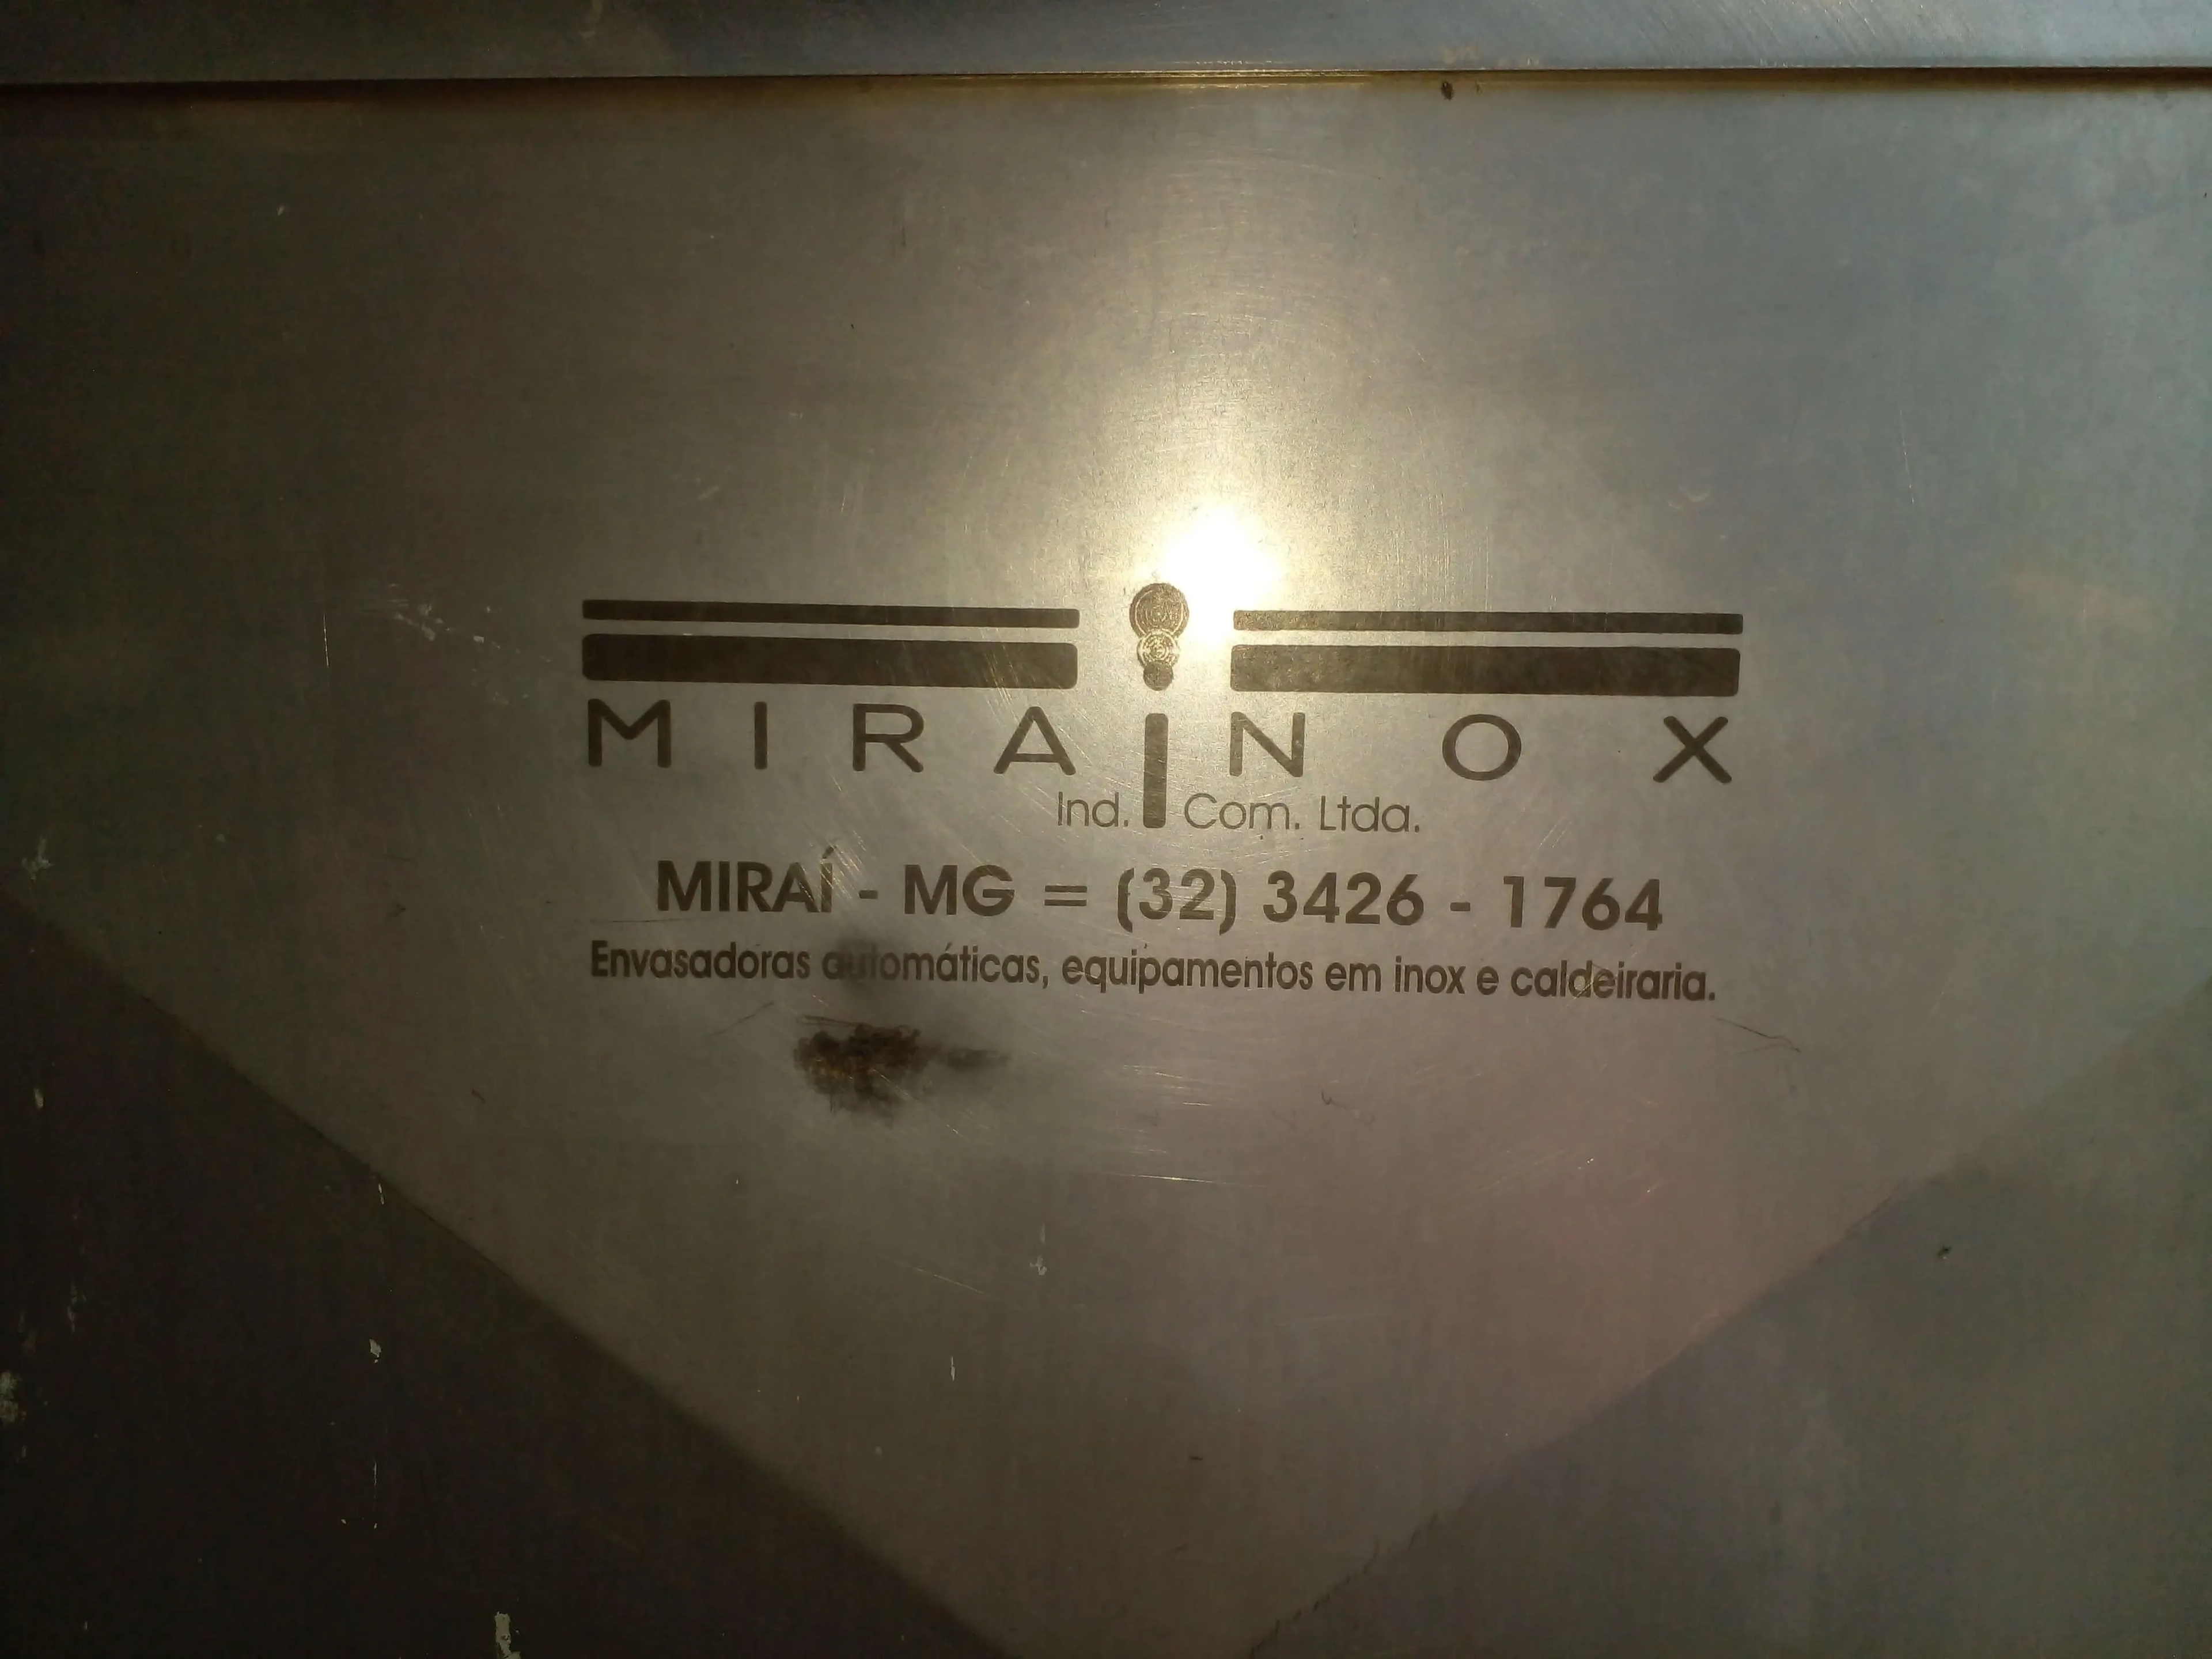 MIRAiNOX
Ind. Com. Ltda.
MIRAÍ - MG = (32) 3426 - 1764
Envasadoras automáticas, equipamentos em inox e caldeiraria.